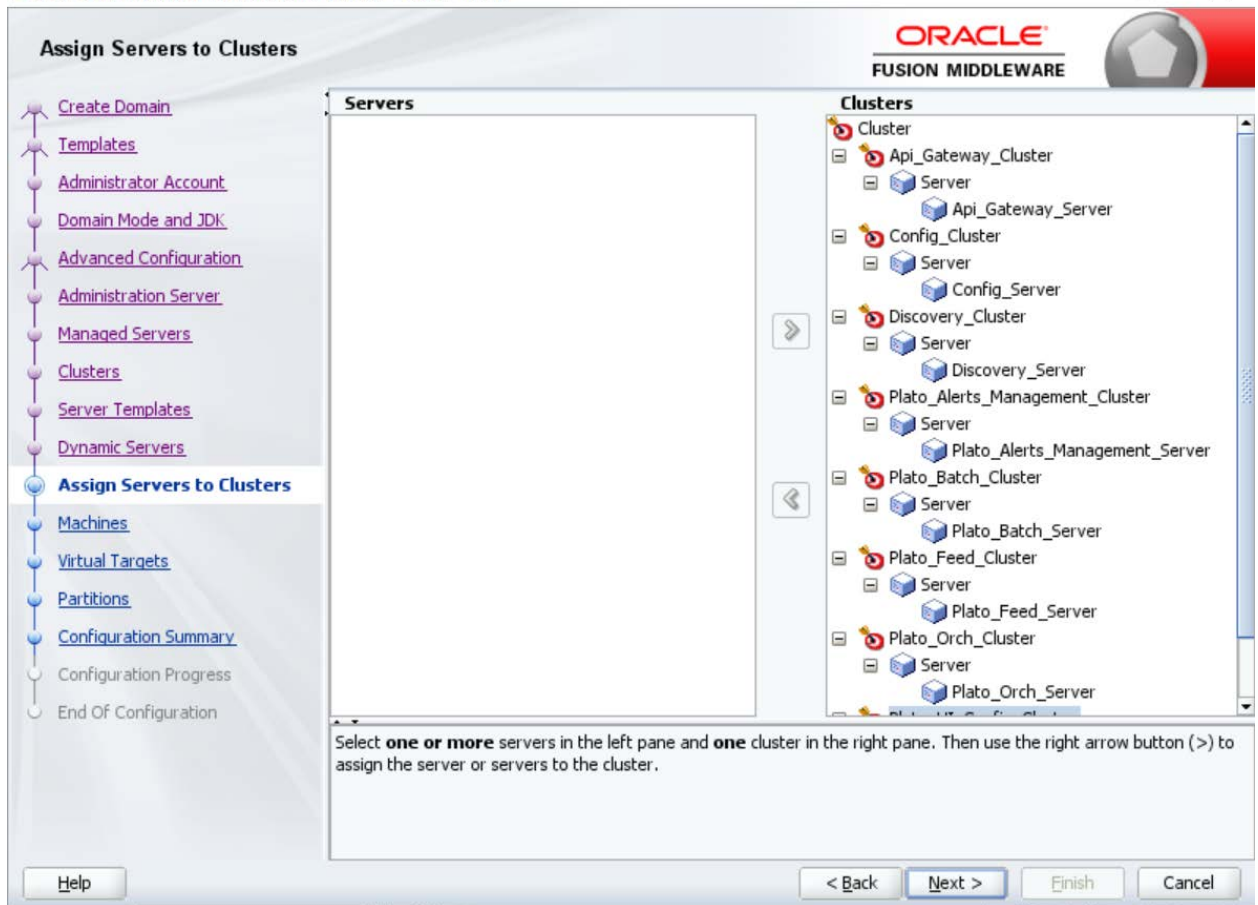 Assign Servers to Clusters
ORACLE
FUSION MIDDLEWARE
Create Domain
Templates
Administrator Account
Domain Mode and JDK
Advanced Configuration
Administration Server
Managed Servers
Clusters
Server Templates
Dynamic Servers
Assign Servers to Clusters
Machines
Virtual Targets
Partitions
Configuration Summary
Configuration Progress
End Of Configuration
Servers
Clusters
Cluster
Api_Gateway_Cluster
Server
Api_Gateway_Server
Config_Cluster
Server
Config_Server
Discovery_Cluster
Server
Discovery_Server
Plato_Alerts_Management_Cluster
Server
Plato_Alerts_Management_Server
Plato_Batch_Cluster
Server
Plato_Batch_Server
Plato_Feed_Cluster
Server
Plato_Feed_Server
Plato_Orch_Cluster
Server
Plato_Orch_Server
Select one or more servers in the left pane and one cluster in the right pane. Then use the right arrow button (>) to
assign the server or servers to the cluster.
Help
< Back
Next >
Finish
Cancel